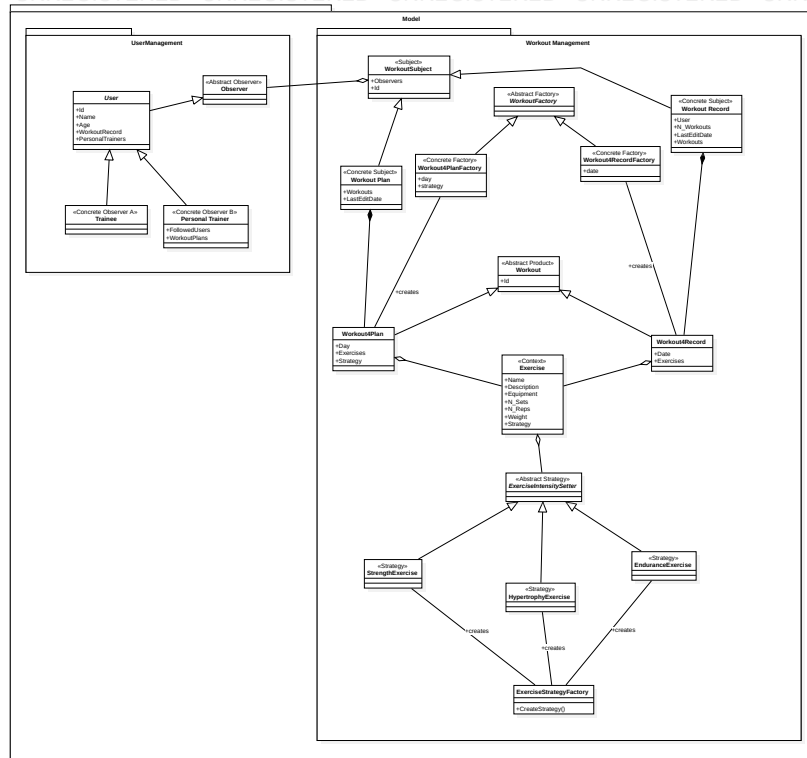 Model
UserManagement
Workout Management
«Abstract Observer»
Observer
User
+Id
+Name
+Age
+WorkoutRecord
+PersonalTrainers
«Concrete Observer A»
Trainee
«Concrete Observer B»
Personal Trainer
+FollowedUsers
+WorkoutPlans
«Subject»
WorkoutSubject
+Observers
+Id
«Abstract Factory»
WorkoutFactory
«Concrete Subject»
Workout Record
+User
+N_Workouts
+LastEditDate
+Workouts
«Concrete Subject»
Workout Plan
+Workouts
+LastEditDate
«Concrete Factory»
Workout4PlanFactory
+day
+strategy
«Concrete Factory»
Workout4RecordFactory
+date
+creates
+creates
«Abstract Product»
Workout
+Id
Workout4Plan
+Day
+Exercises
+Strategy
Workout4Record
+Date
+Exercises
«Context»
Exercise
+Name
+Description
+Equipment
+N_Sets
+N_Reps
+Weight
+Strategy
«Abstract Strategy»
ExerciseIntensitySetter
«Strategy»
StrengthExercise
«Strategy»
HypertrophyExercise
«Strategy»
EnduranceExercise
+creates
+creates
+creates
ExerciseStrategyFactory
+CreateStrategy()